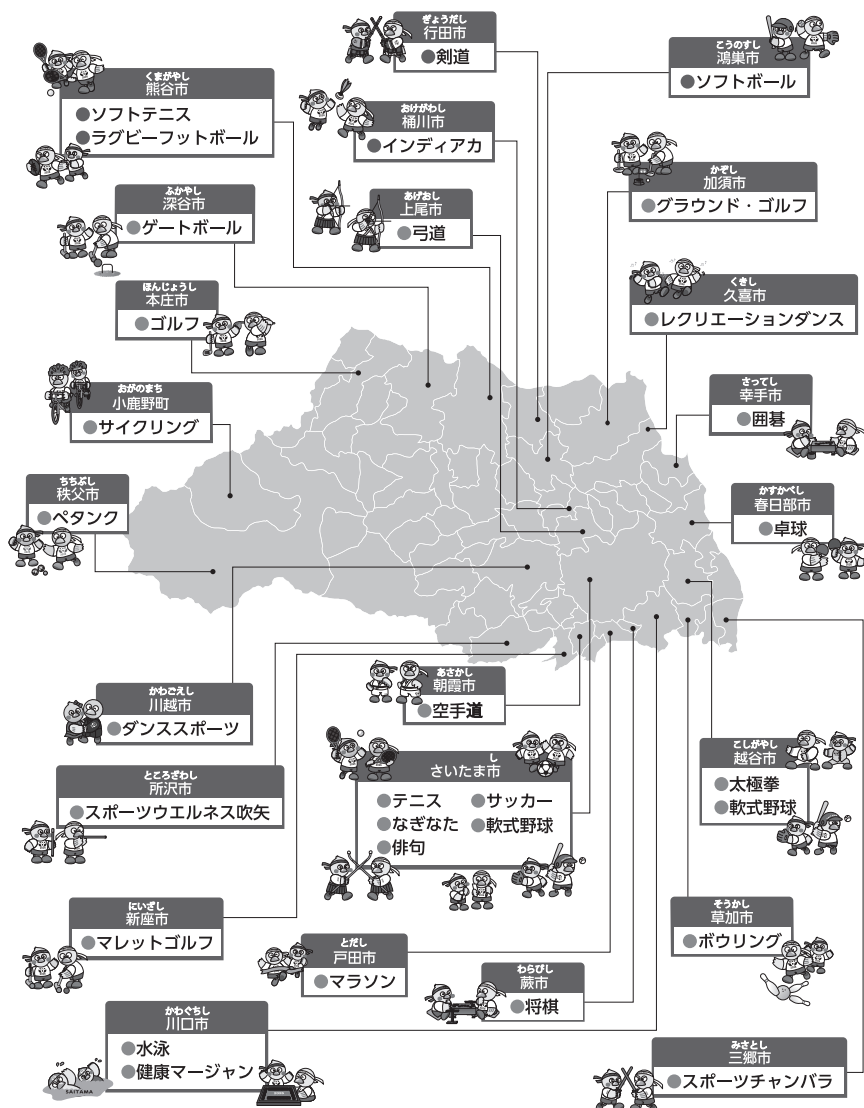 ぎょうだし
行田市
●剣道
こうのすし
鴻巣市
●ソフトボール
くまがやし
熊谷市
●ソフトテニス
●ラグビーフットボール
おけがわし
桶川市
●インディアカ
かぞし
加須市
●グラウンド・ゴルフ
ふかやし
深谷市
●ゲートボール
あげおし
上尾市
●弓道
くきし
久喜市
●レクリエーションダンス
ほんじょうし
本庄市
●ゴルフ
さってし
幸手市
●囲碁
おがのまち
小鹿野町
●サイクリング
ちちぶし
秩父市
●ペタンク
かすかべし
春日部市
●卓球
あさかし
朝霞市
●空手道
かわごえし
川越市
●ダンススポーツ
こしがやし
越谷市
●太極拳
●軟式野球
ところざわし
所沢市
●スポーツウエルネス吹矢
し
さいたま市
●テニス ●サッカー
●なぎなた ●軟式野球
●俳句
にいざし
新座市
●マレットゴルフ
そうかし
草加市
●ボウリング
とだし
戸田市
●マラソン
わらびし
蕨市
●将棋
かわぐちし
川口市
●水泳
●健康マージャン
SAITAMA
みさとし
三郷市
●スポーツチャンバラ